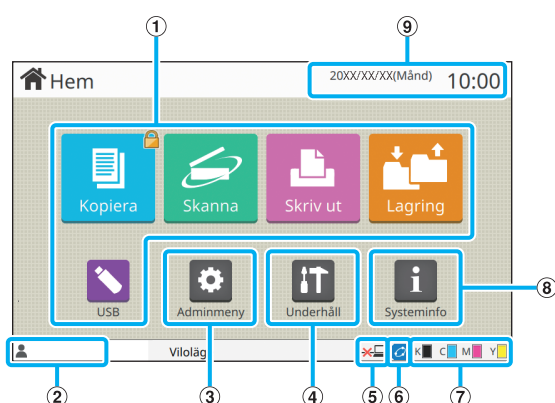 ① ⑨
Hem 20XX/XX/XX(Månd) 10:00
Kopiera Skanna Skriv ut Lagring
USB Adminmeny Underhåll Systeminfo ⑧
K C M Y
② ③ ④ ⑤ ⑥ ⑦